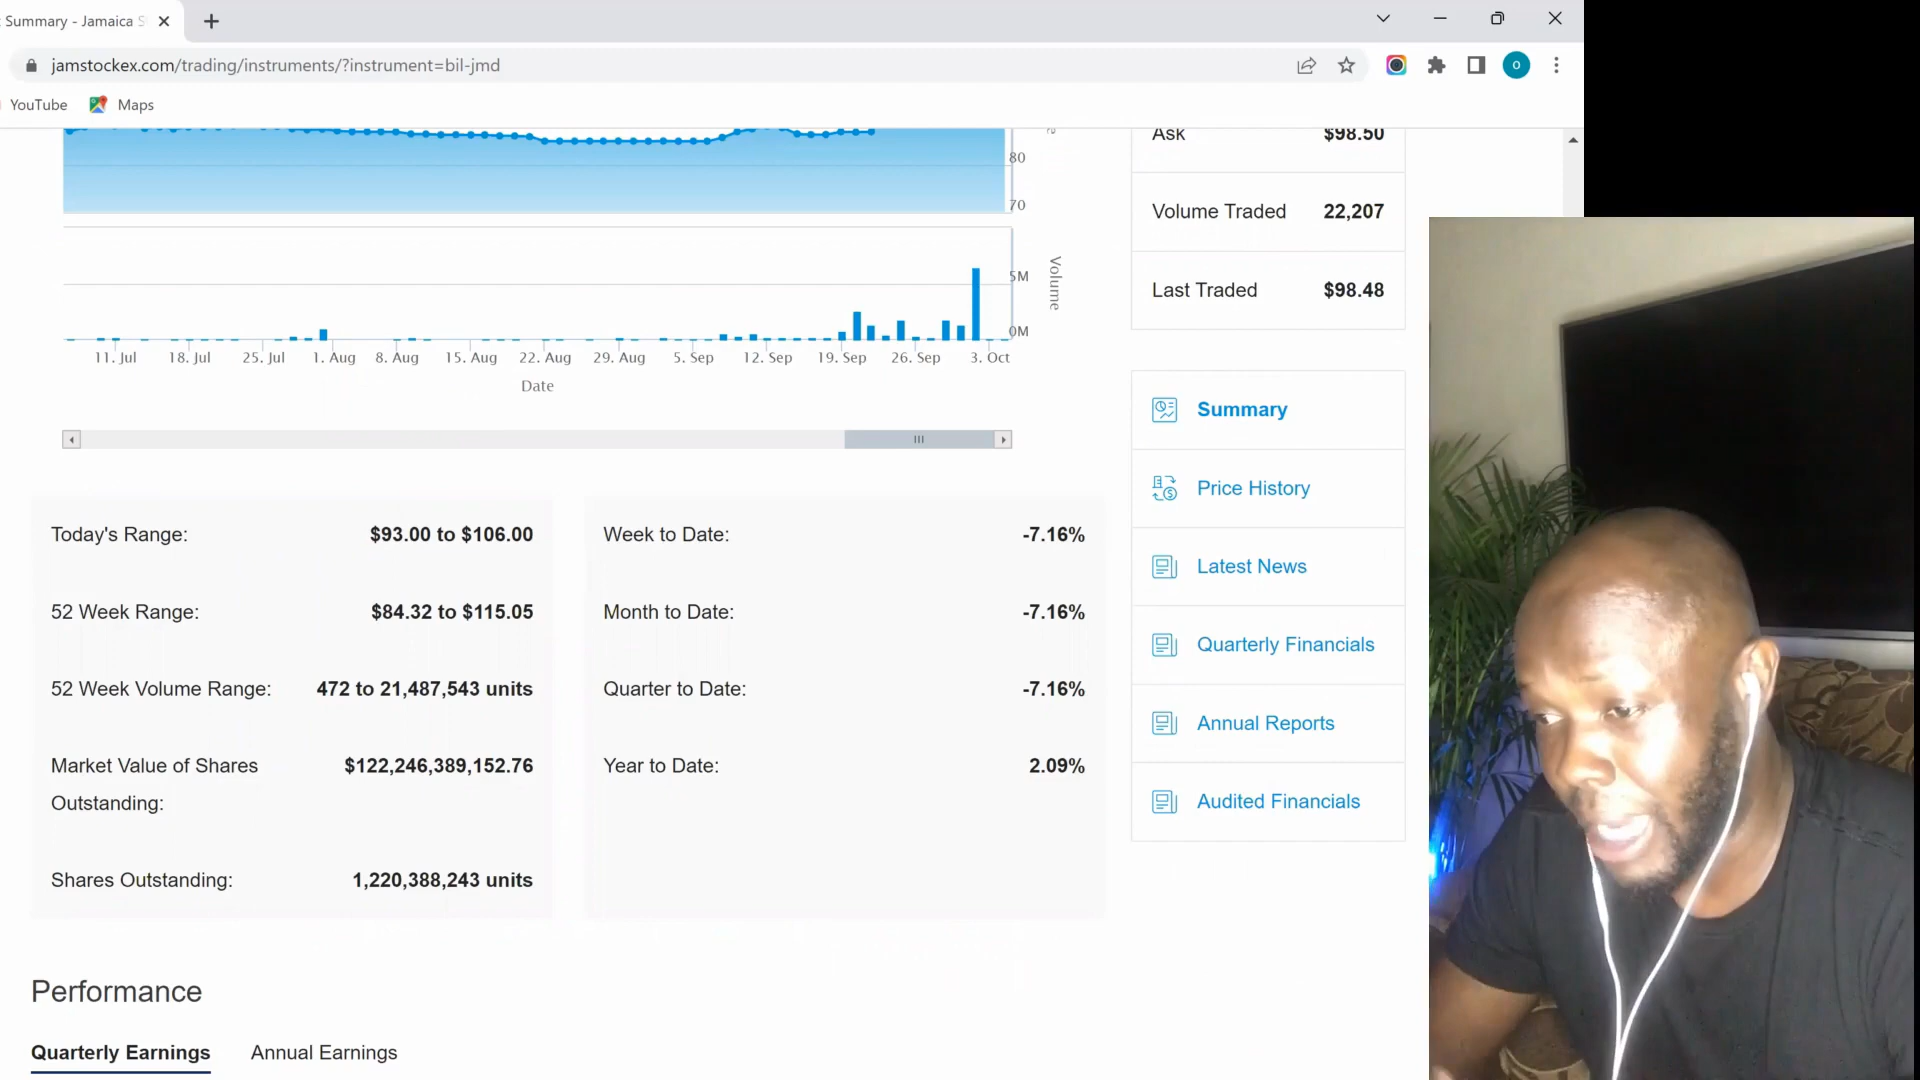 Summary - Jamaica S
jamstockex.com/trading/instruments/?instrument=bil-jmd
o
YouTube
Maps
80
70
5M
0M
Volume
11. Jul
18. Jul
25. Jul
1. Aug
8. Aug
15. Aug
22. Aug
29. Aug
5. Sep
12. Sep
19. Sep
26. Sep
3. Oct
Date
Ask $98.50
Volume Traded 22,207
Last Traded $98.48
Summary
Price History
Latest News
Quarterly Financials
Annual Reports
Audited Financials
Today's Range: $93.00 to $106.00
52 Week Range: $84.32 to $115.05
52 Week Volume Range: 472 to 21,487,543 units
Market Value of Shares $122,246,389,152.76
Outstanding:
Shares Outstanding: 1,220,388,243 units
Week to Date: -7.16%
Month to Date: -7.16%
Quarter to Date: -7.16%
Year to Date: 2.09%
Performance
Quarterly Earnings
Annual Earnings